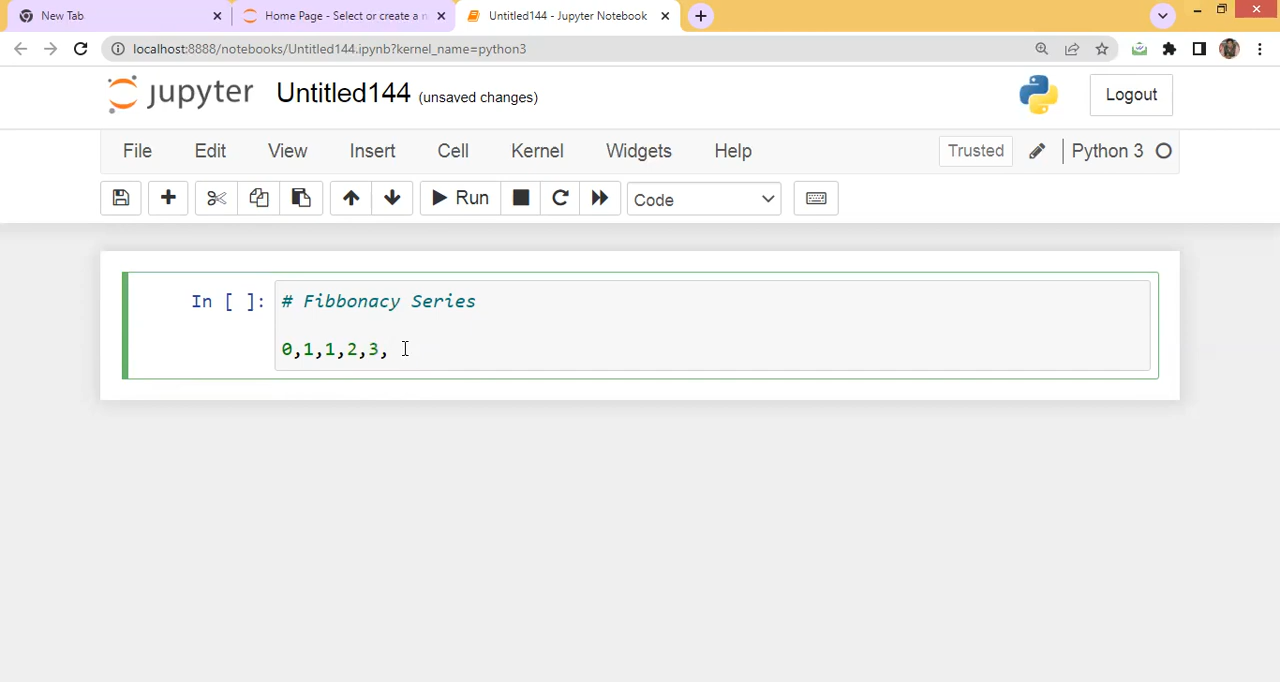 New Tab
Home Page - Select or create a n
Untitled144 - Jupyter Notebook
localhost:8888/notebooks/Untitled144.ipynb?kernel_name=python3
jupyter Untitled144 (unsaved changes)
Logout
File Edit View Insert Cell Kernel Widgets Help Trusted Python 3
Run Code
In [ ]: # Fibbonacy Series
0,1,1,2,3,